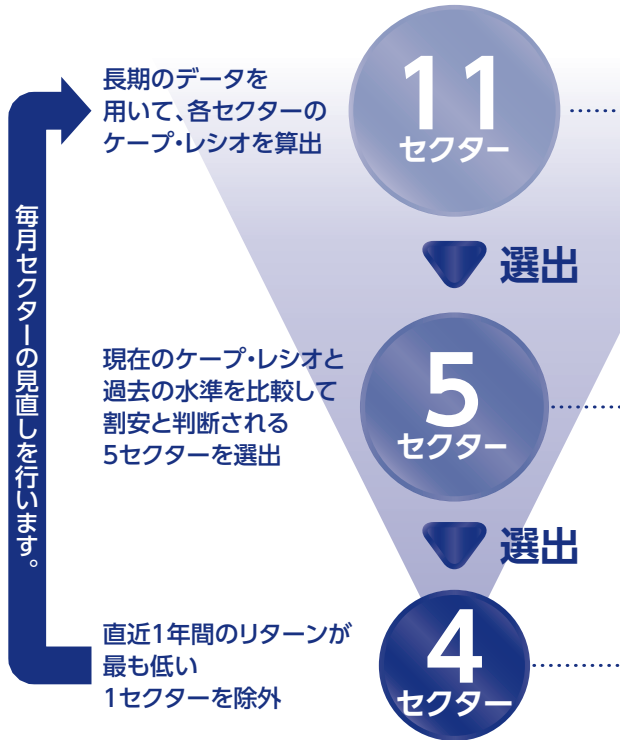 長期のデータを
用いて、各セクターの
ケープ・レシオを算出
11
セクター
選出
毎月セクターの見直しを行います。
現在のケープ・レシオと
過去の水準を比較して
割安と判断される
5セクターを選出
5
セクター
選出
直近1年間のリターンが
最も低い
1セクターを除外
4
セクター